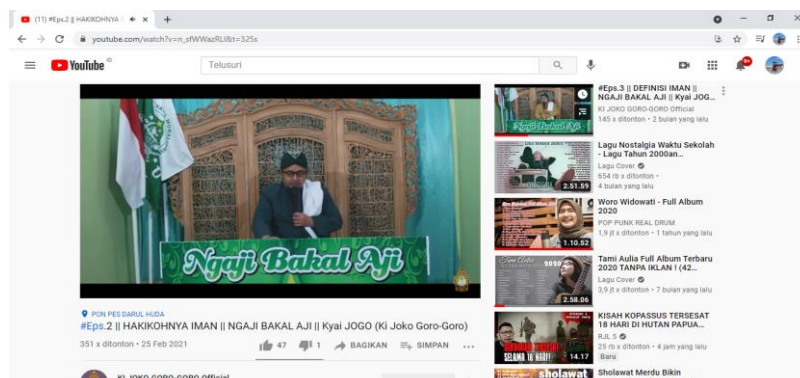 (11) #Eps.2 || HAKIKOHNYA I
youtube.com/watch?v=n_sfWWazRLI&t=325s
YouTube ID
Telusuri
9+
Ngaji Bakal Aji
PON PES DARUL HUDA
#Eps.2 || HAKIKOHNYA IMAN || NGAJI BAKAL AJI || Kyai JOGO (Ki Joko Goro-Goro)
351 x ditonton • 25 Feb 2021
47
1
BAGIKAN
SIMPAN
KI JOKO GORO-GORO Official
Ngaji Bakal Aji
#Eps.3 || DEFINISI IMAN ||
NGAJI BAKAL AJI || Kyai JOG...
KI JOKO GORO-GORO Official
145 x ditonton • 2 bulan yang lalu
2.51.59
Lagu Nostalgia Waktu Sekolah
- Lagu Tahun 2000an...
Lagu Cover
654 rb x ditonton •
4 bulan yang lalu
1.10.52
Woro Widowati - Full Album
2020
POP PUNK REAL DRUM
1,9 jt x ditonton • 1 tahun yang lalu
Tami Aulia
2020
2.58.06
Tami Aulia Full Album Terbaru
2020 TANPA IKLAN ! (42...
Lagu Cover
3,9 jt x ditonton • 7 bulan yang lalu
SELAMA 18 HARI!
14.17
KISAH KOPASSUS TERSESAT
18 HARI DI HUTAN PAPUA...
RJL 5
25 rb x ditonton • 4 jam yang lalu
Baru
sholawat
Sholawat Merdu Bikin